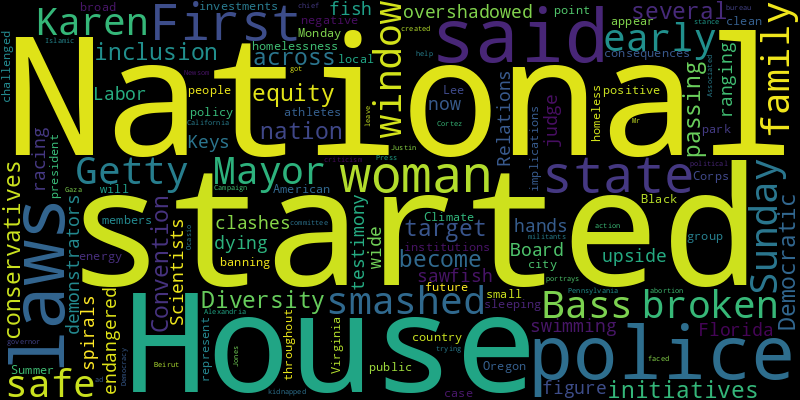 broad
investments
chief
fish
overshadowed
point
several
stance
bureau
Karen
First
negative
Monday
window
said
appear
clean
early
family
challenged
Islamic
inclusion
homelessness
across
local
created
help
consequences
National
Labor
people
equity
now
Lee
Relations
judge
homeless
positive
passing
ranging
Associated
policy
athletes
Newsom
got
California
leave
Cortez
Justin
Mr
implications
park
racing
Keys
nation
Press
criticism
political
president
Getty
Mayor
woman
state
Corps
conservatives
Gaza
will
Campaign
American
Black
Sunday
Democratic
laws
demonstrators
members
started
Convention
Scientists
clashes
committee
testimony
Climate
target
hands
action
group
dying
Ocasio
wide
institutions
Board
militants
city
upside
energy
banning
become
sawfish
portrays
Pennsylvania
abortion
future
small
sleeping
spirals
endangered
Diversity
smashed
Bass
broken
House
Alexandria
represent
throughout
Virginia
country
trying
swimming
Florida
governor
Democracy
Jones
Oregon
police
Summer
ad
Beirut
public
faced
safe
kidnapped
case
figure
initiatives